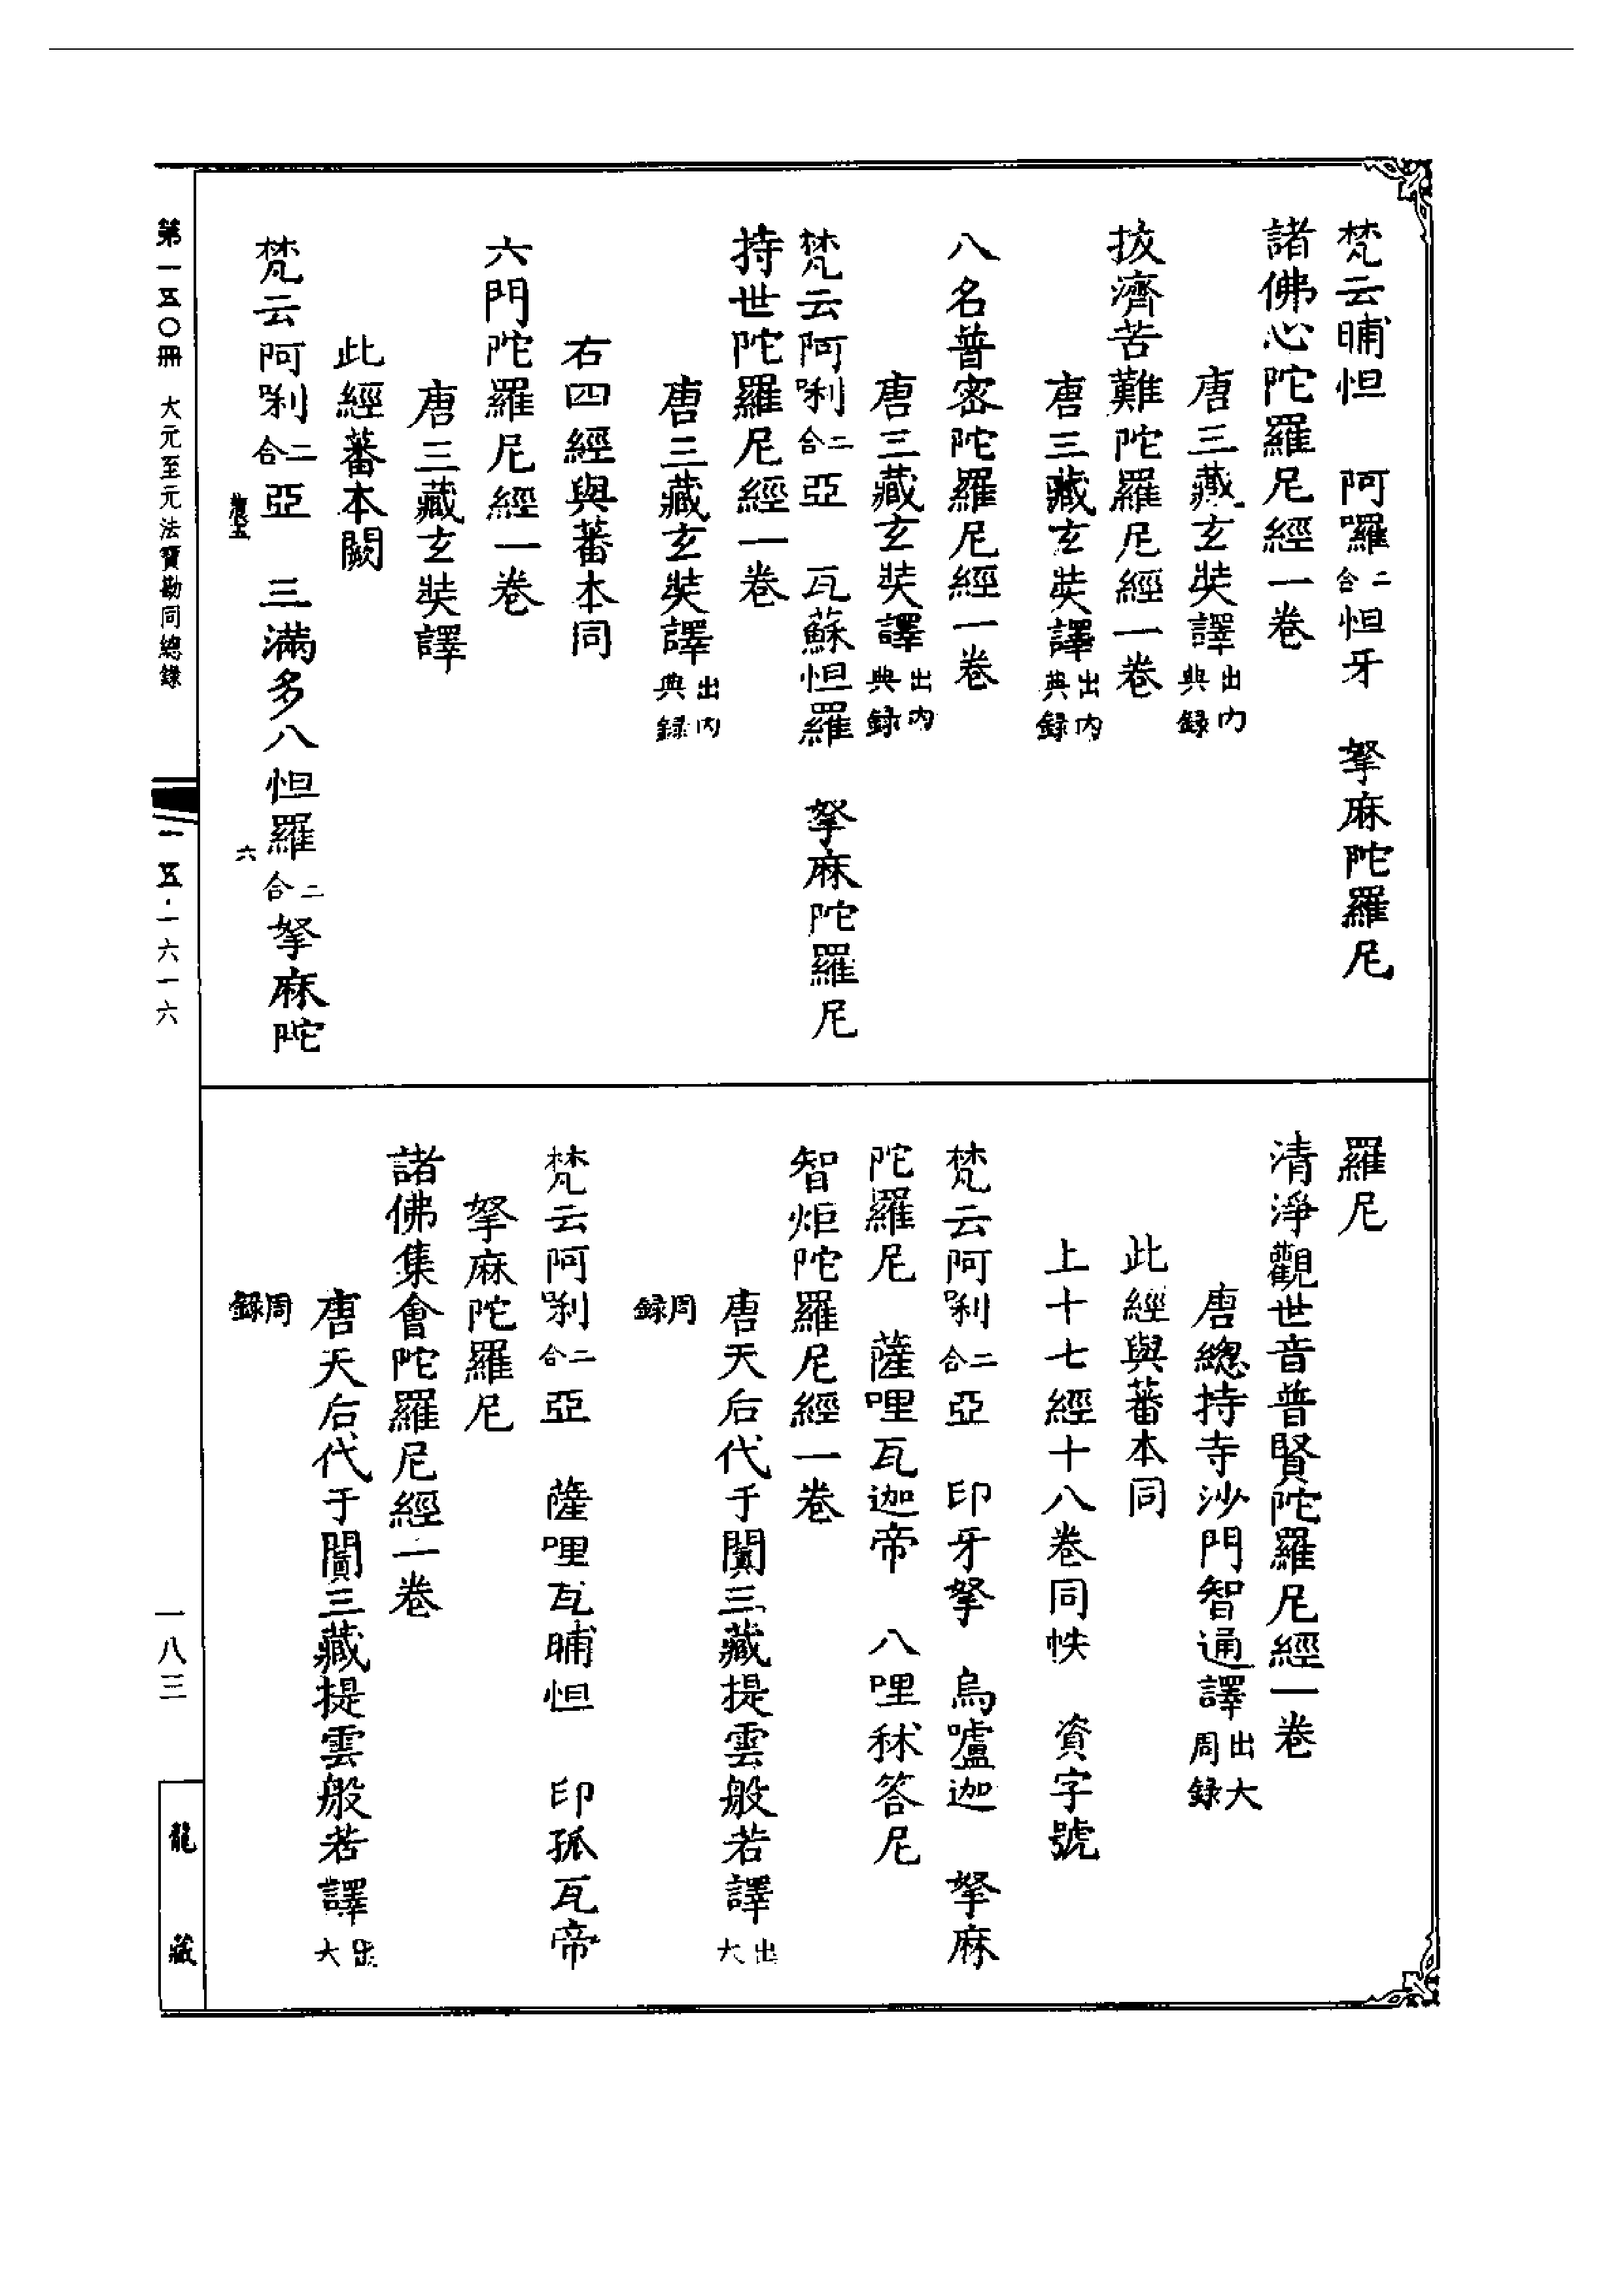 梵云晡怛　阿囉二合怛牙　拏麻陀羅尼
諸佛心陀羅尼經一卷
唐三藏玄奘譯出內典録
拔濟苦難陀羅尼經一卷
唐三藏玄奘譯出內典録
八名普密陀羅尼經一卷
唐三藏玄奘譯出內典録
梵云阿唎二合亞　瓦蘇怛羅　拏麻陀羅尼
持世陀羅尼經一卷
唐三藏玄奘譯出內典録
右四經與蕃本同
六門陀羅尼經一卷
唐三藏玄奘譯
此經蕃本闕
梵云阿唎二合亞　三滿多八怛羅二合拏麻陀
六
羅尼
清淨觀世音普賢陀羅尼經一卷
唐總持寺沙門智通譯出大周録
此經與蕃本同
上十七經十八卷同帙　資字號
梵云阿唎二合亞　印牙拏　烏嚧迦　拏麻
陀羅尼　薩哩瓦迦帝　八哩秫答尼
智炬陀羅尼經一卷
唐天后代于闐三藏提雲般若譯出大
周録
梵云阿唎二合亞　薩哩瓦晡怛　印孤瓦帝
拏麻陀羅尼
諸佛集會陀羅尼經一卷
唐天后代于闐三藏提雲般若譯出大
周録
第一五〇冊　大元至元法寶勘同總錄
一五·一六一六
一八三
龍藏